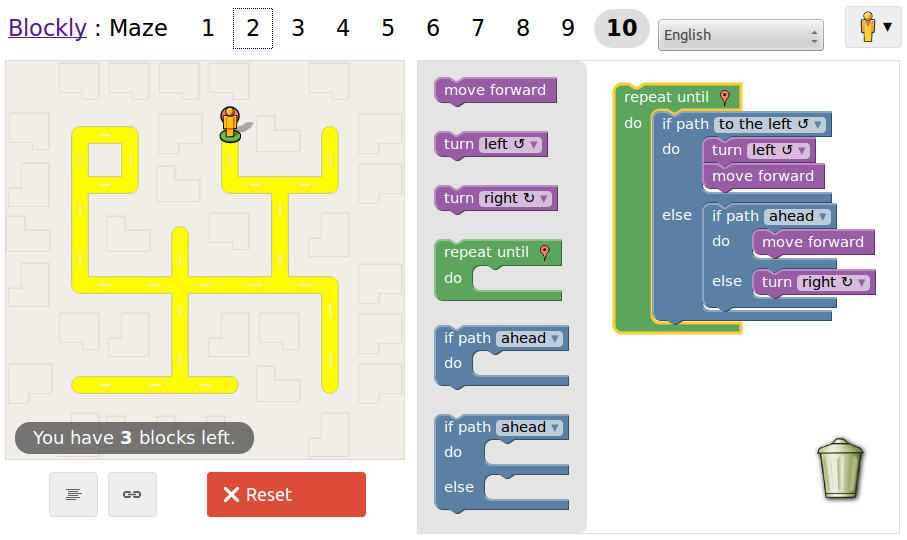 Blockly : Maze 1 2 3 4 5 6 7 8 9 10 English
You have 3 blocks left.
Reset
move forward
turn left ↺ ▾
turn right ↻ ▾
repeat until
do
if path ahead ▾
do
if path ahead ▾
do
else
repeat until
do if path to the left ↺ ▾
do turn left ↺ ▾
move forward
else if path ahead ▾
do move forward
else turn right ↻ ▾